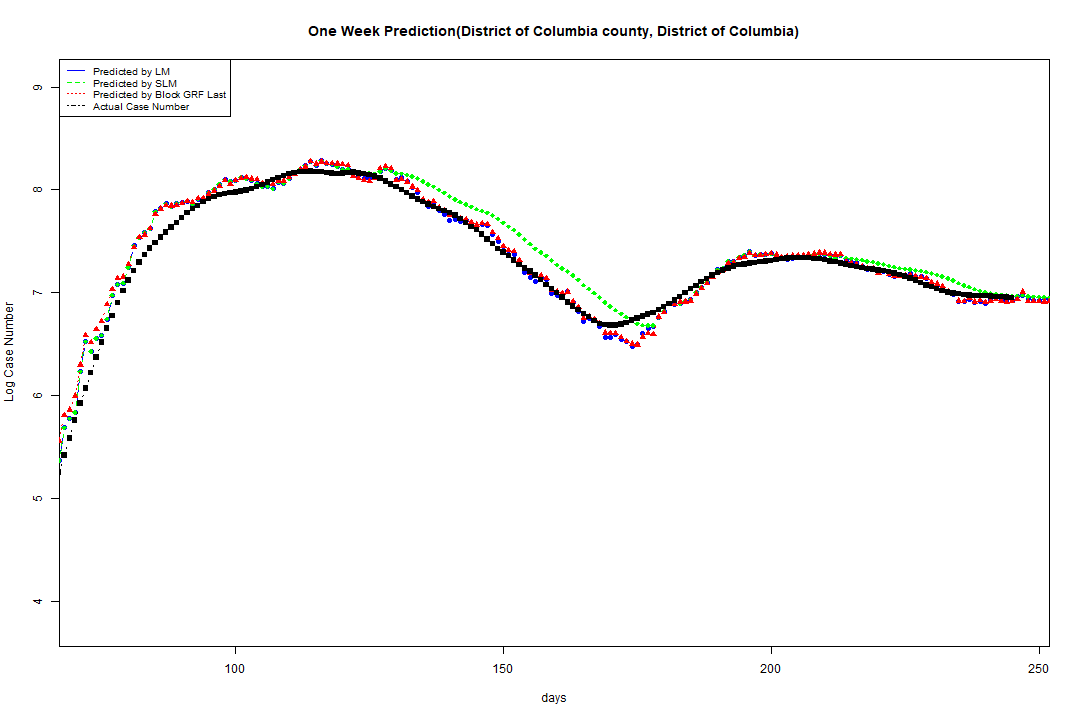 One Week Prediction(District of Columbia county, District of Columbia)
Predicted by LM
Predicted by SLM
Predicted by Block GRF Last
Actual Case Number
9
8
7
6
5
4
Log Case Number
100 150 200 250
days